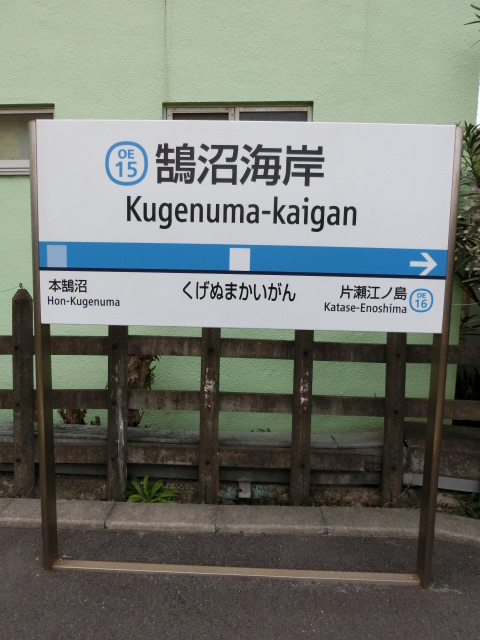 OE
15
鵠沼海岸
Kugenuma-kaigan
本鵠沼
Hon-Kugenuma
くげぬまかいがん
片瀬江ノ島
Katase-Enoshima
OE
16